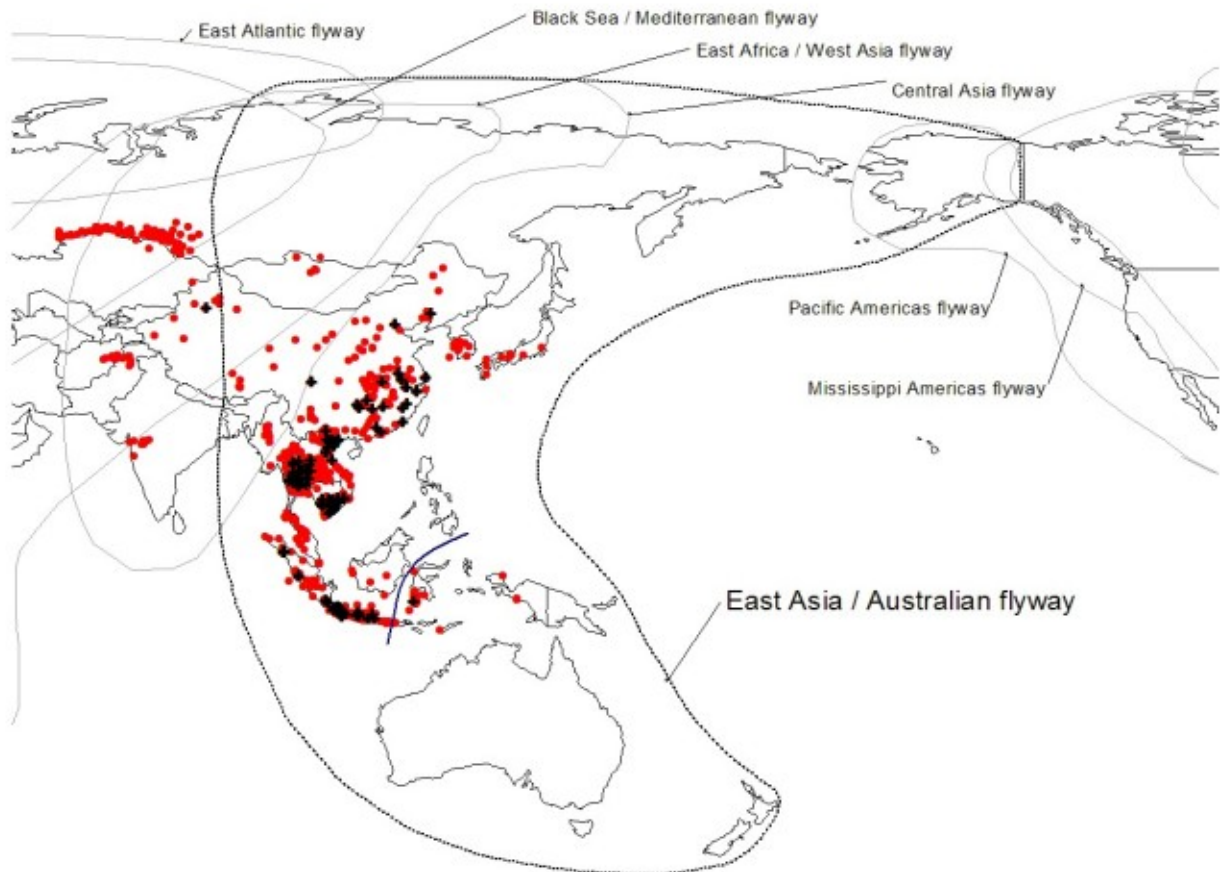 Black Sea / Mediterranean flyway
East Atlantic flyway
East Africa / West Asia flyway
Central Asia flyway
Pacific Americas flyway
Mississippi Americas flyway
East Asia / Australian flyway